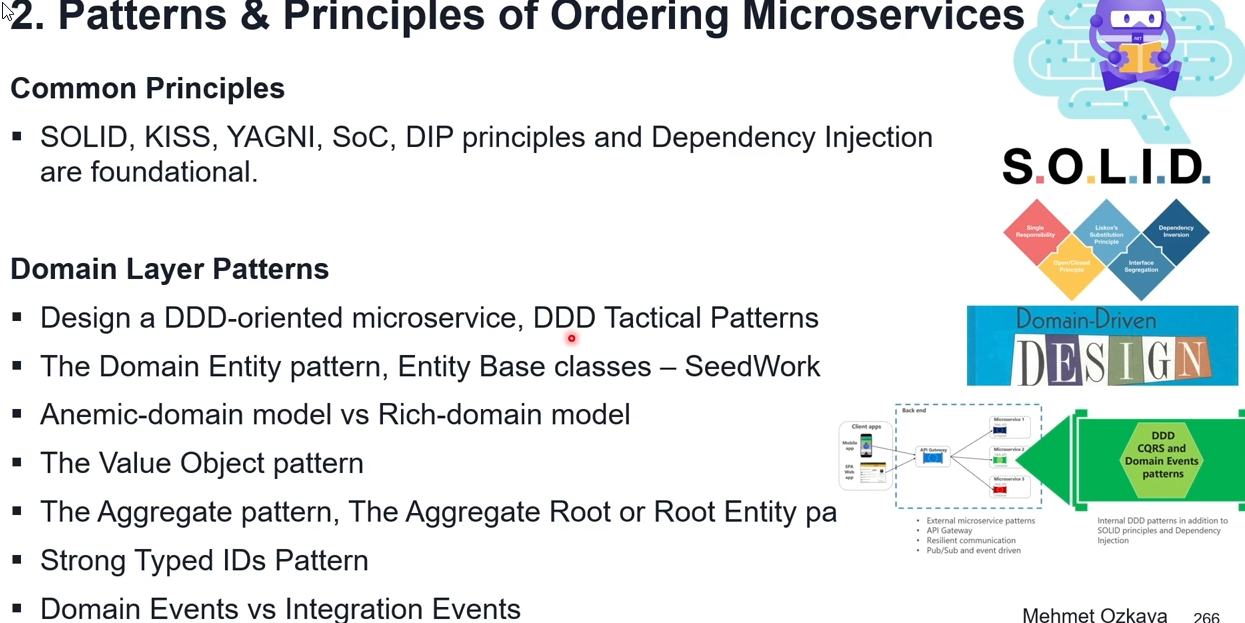 2. Patterns & Principles of Ordering Microservices
Common Principles
▪ SOLID, KISS, YAGNI, SoC, DIP principles and Dependency Injection
are foundational.
Domain Layer Patterns
▪ Design a DDD-oriented microservice, DDD Tactical Patterns
▪ The Domain Entity pattern, Entity Base classes – SeedWork
▪ Anemic-domain model vs Rich-domain model
▪ The Value Object pattern
▪ The Aggregate pattern, The Aggregate Root or Root Entity pa
▪ Strong Typed IDs Pattern
▪ Domain Events vs Integration Events
.NET
S.O.L.I.D.
Single
Responsibility
Open/Closed
Principle
Liskov's
Substitution
Principle
Interface
Segregation
Dependency
Inversion
Domain-Driven
DESIGN
Client apps
Mobile
app
SPA
Web
app
Back end
API Gateway
Microservice 1
Microservice 2
Microservice 3
DDD
CQRS and
Domain Events
patterns
• External microservice patterns
• API Gateway
• Resilient communication
• Pub/Sub and event driven
Internal DDD patterns in addition to
SOLID principles and Dependency
Injection
Mehmet Ozkaya 266